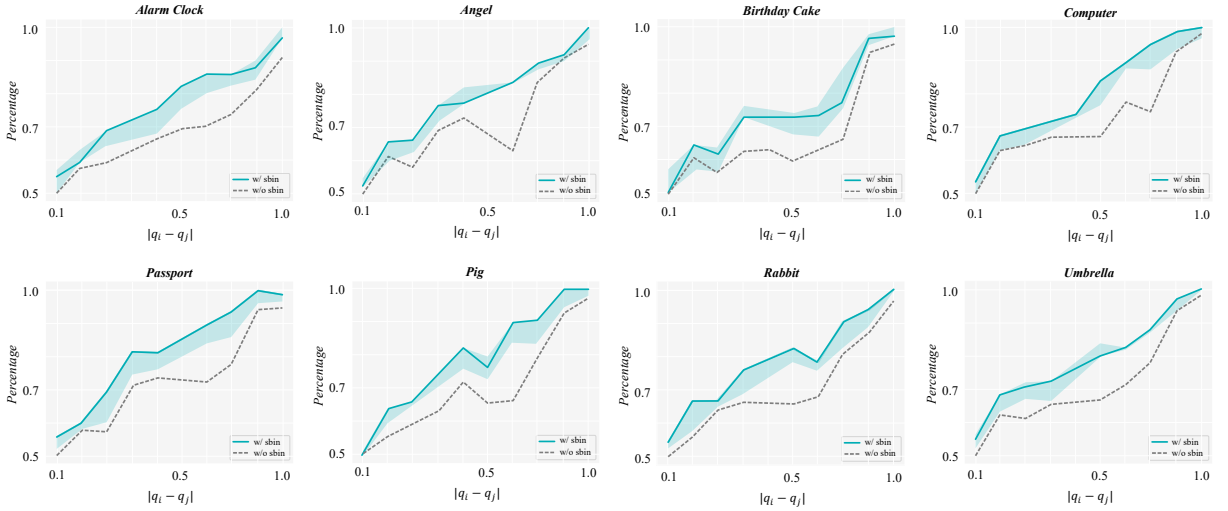 Alarm Clock
Percentage
1.0
0.7
0.5
w/ sbin
w/o sbin
0.1 0.5 1.0
|q_i − q_j|
Angel
Percentage
1.0
0.7
0.5
w/ sbin
w/o sbin
0.1 0.5 1.0
|q_i − q_j|
Birthday Cake
Percentage
1.0
0.7
0.5
w/ sbin
w/o sbin
0.1 0.5 1.0
|q_i − q_j|
Computer
Percentage
1.0
0.7
0.5
w/ sbin
w/o sbin
0.1 0.5 1.0
|q_i − q_j|
Passport
Percentage
1.0
0.7
0.5
w/ sbin
w/o sbin
0.1 0.5 1.0
|q_i − q_j|
Pig
Percentage
1.0
0.7
0.5
w/ sbin
w/o sbin
0.1 0.5 1.0
|q_i − q_j|
Rabbit
Percentage
1.0
0.7
0.5
w/ sbin
w/o sbin
0.1 0.5 1.0
|q_i − q_j|
Umbrella
Percentage
1.0
0.7
0.5
w/ sbin
w/o sbin
0.1 0.5 1.0
|q_i − q_j|